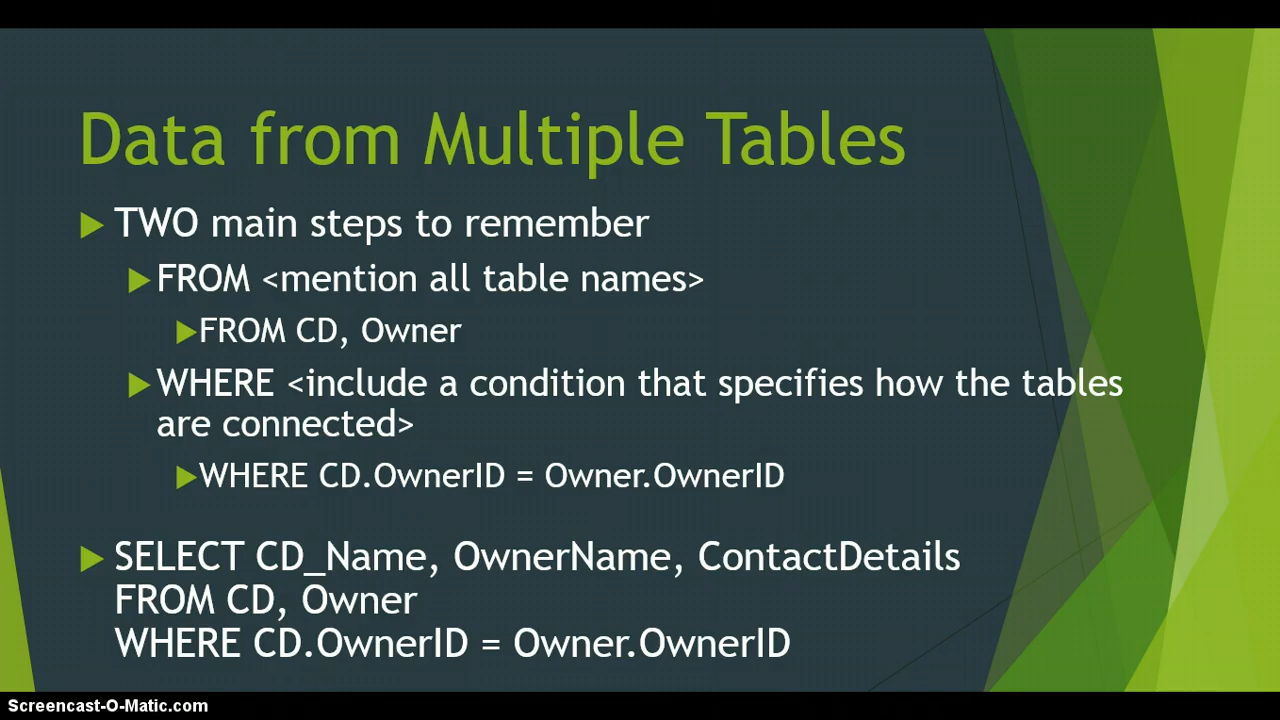 Data from Multiple Tables
TWO main steps to remember
FROM <mention all table names>
FROM CD, Owner
WHERE <include a condition that specifies how the tables
are connected>
WHERE CD.OwnerID = Owner.OwnerID
SELECT CD_Name, OwnerName, ContactDetails
FROM CD, Owner
WHERE CD.OwnerID = Owner.OwnerID
Screencast-O-Matic.com